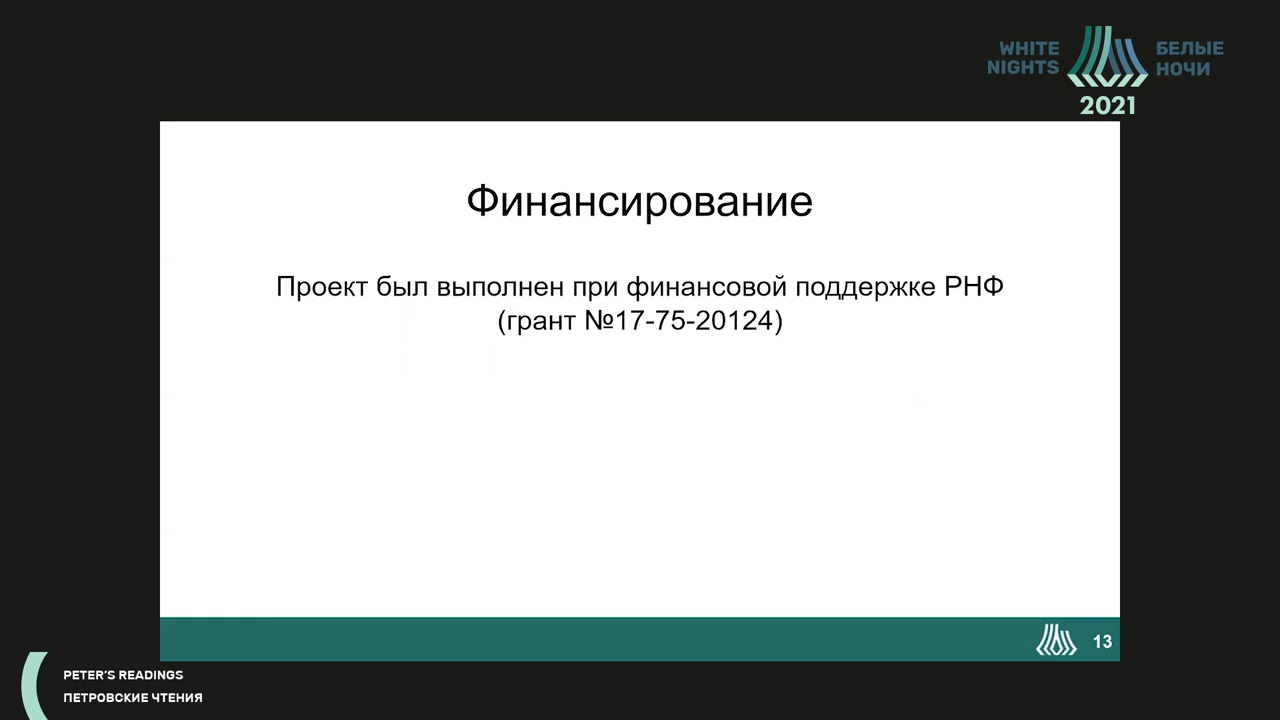 WHITE
NIGHTS
БЕЛЫЕ
НОЧИ
2021
Финансирование
Проект был выполнен при финансовой поддержке РНФ
(грант №17-75-20124)
13
PETER'S READINGS
ПЕТРОВСКИЕ ЧТЕНИЯ